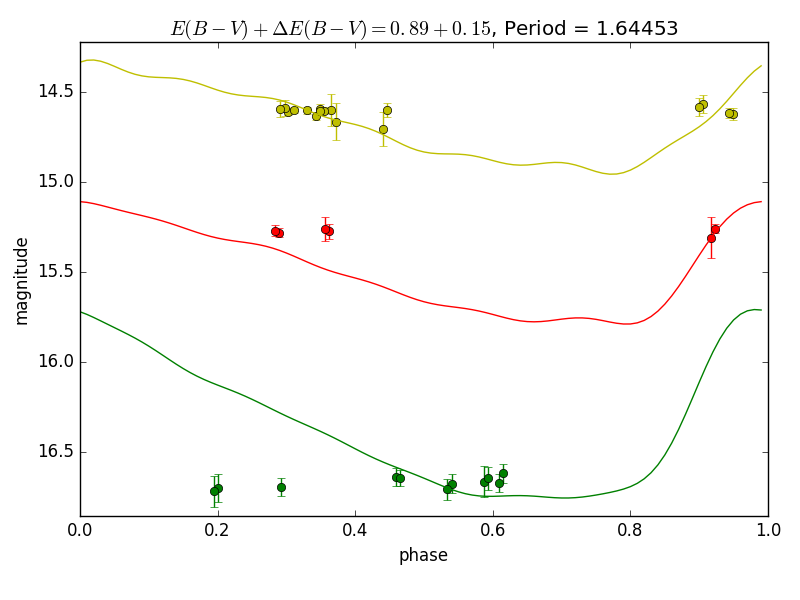 E(B − V) + ΔE(B − V) = 0.89 + 0.15, Period = 1.64453
14.5
15.0
15.5
16.0
16.5
magnitude
0.0 0.2 0.4 0.6 0.8 1.0
phase